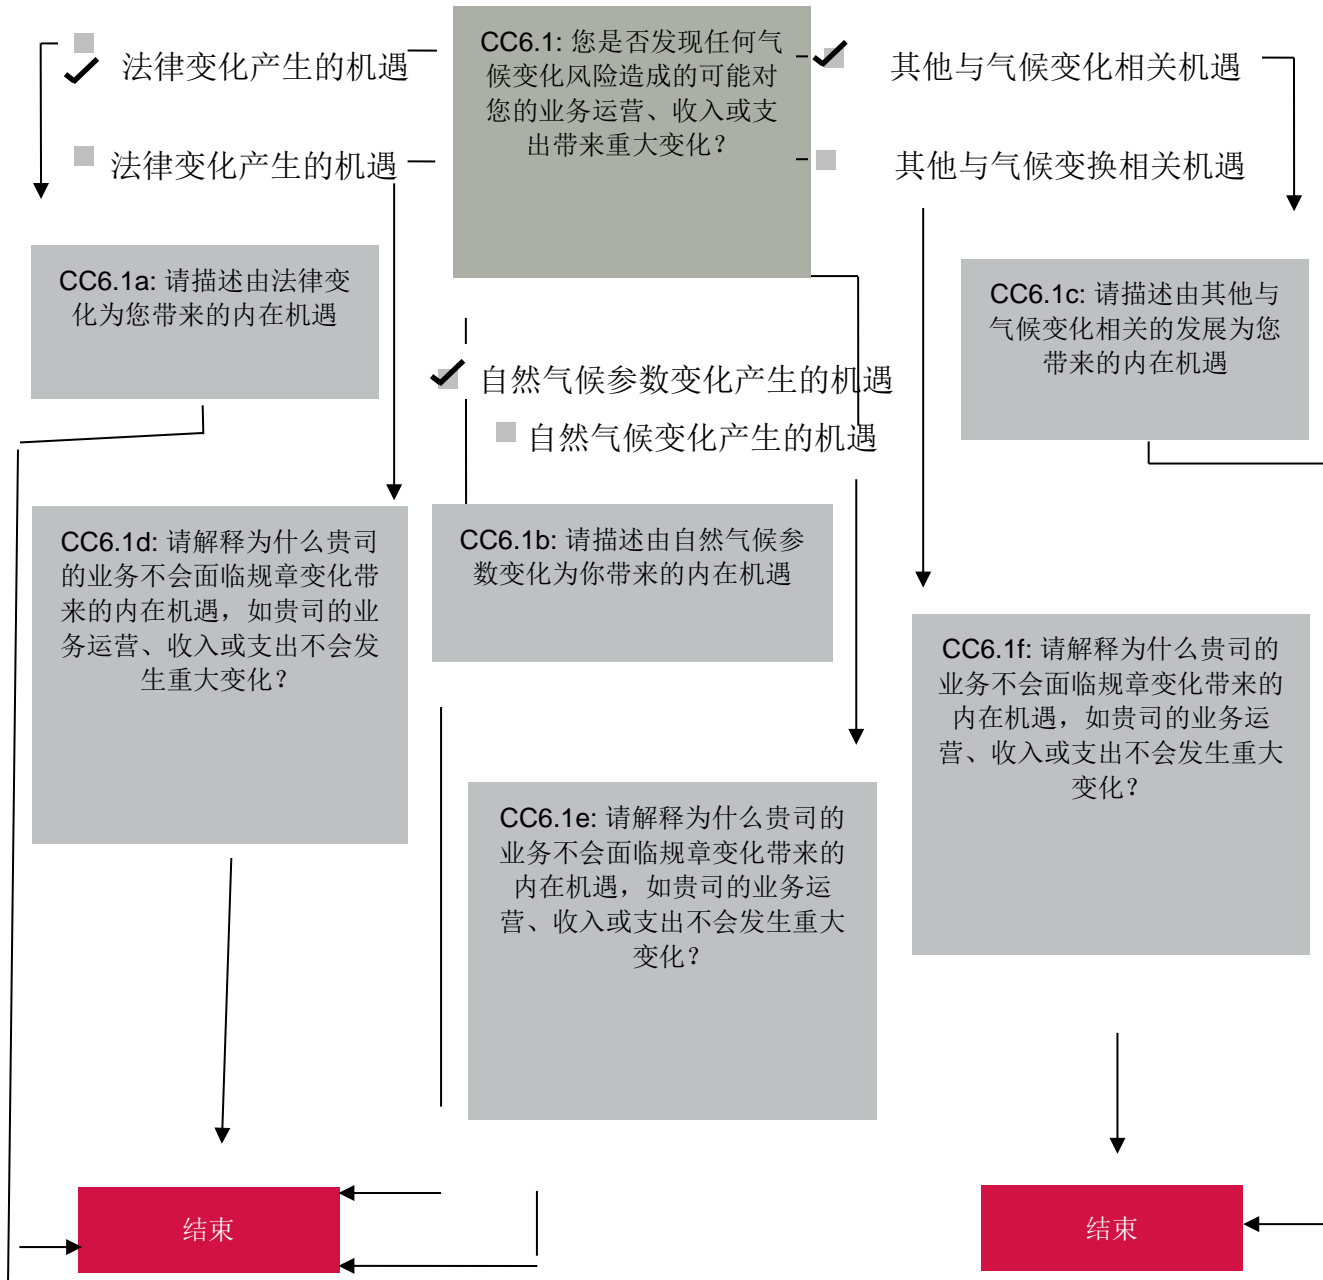 CC6.1: 您是否发现任何气
候变化风险造成的可能对
您的业务运营、收入或支
出带来重大变化？
法律变化产生的机遇
其他与气候变化相关机遇
法律变化产生的机遇
其他与气候变换相关机遇
CC6.1a: 请描述由法律变
化为您带来的内在机遇
CC6.1c: 请描述由其他与
气候变化相关的发展为您
带来的内在机遇
自然气候参数变化产生的机遇
自然气候变化产生的机遇
CC6.1d: 请解释为什么贵司
的业务不会面临规章变化带
来的内在机遇，如贵司的业
务运营、收入或支出不会发
生重大变化？
CC6.1b: 请描述由自然气候参
数变化为你带来的内在机遇
CC6.1f: 请解释为什么贵司的
业务不会面临规章变化带来的
内在机遇，如贵司的业务运
营、收入或支出不会发生重大
变化？
CC6.1e: 请解释为什么贵司的
业务不会面临规章变化带来的
内在机遇，如贵司的业务运
营、收入或支出不会发生重大
变化？
结束
结束